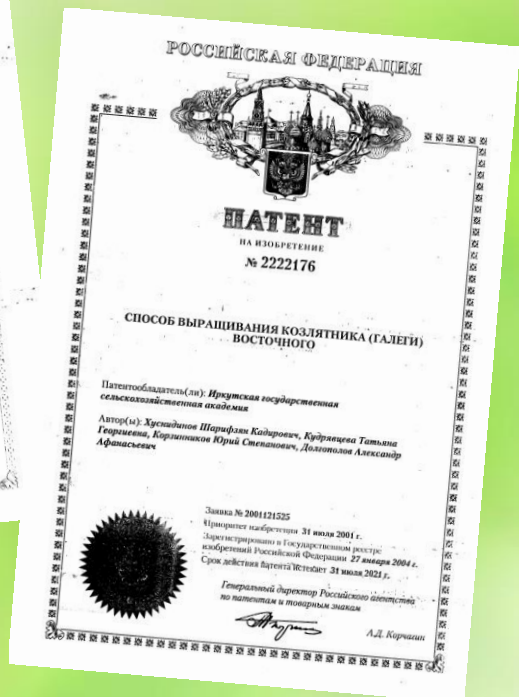 РОССИЙСКАЯ ФЕДЕРАЦИЯ
ПАТЕНТ
НА ИЗОБРЕТЕНИЕ
№ 2222176
СПОСОБ ВЫРАЩИВАНИЯ КОЗЛЯТНИКА (ГАЛЕГИ)
ВОСТОЧНОГО
Патентообладатель(ли): Иркутская государственная
сельскохозяйственная академия
Автор(ы): Хуснидинов Шарифзян Кадирович, Кудрявцева Татьяна
Георгиевна, Корзинников Юрий Степанович, Долгополов Александр
Афанасьевич
Заявка № 2001121525
Приоритет изобретения 31 июля 2001 г.
Зарегистрировано в Государственном реестре
изобретений Российской Федерации 27 января 2004 г.
Срок действия патента истекает 31 июля 2021 г.
Генеральный директор Российского агентства
по патентам и товарным знакам
А.Д. Корчагин